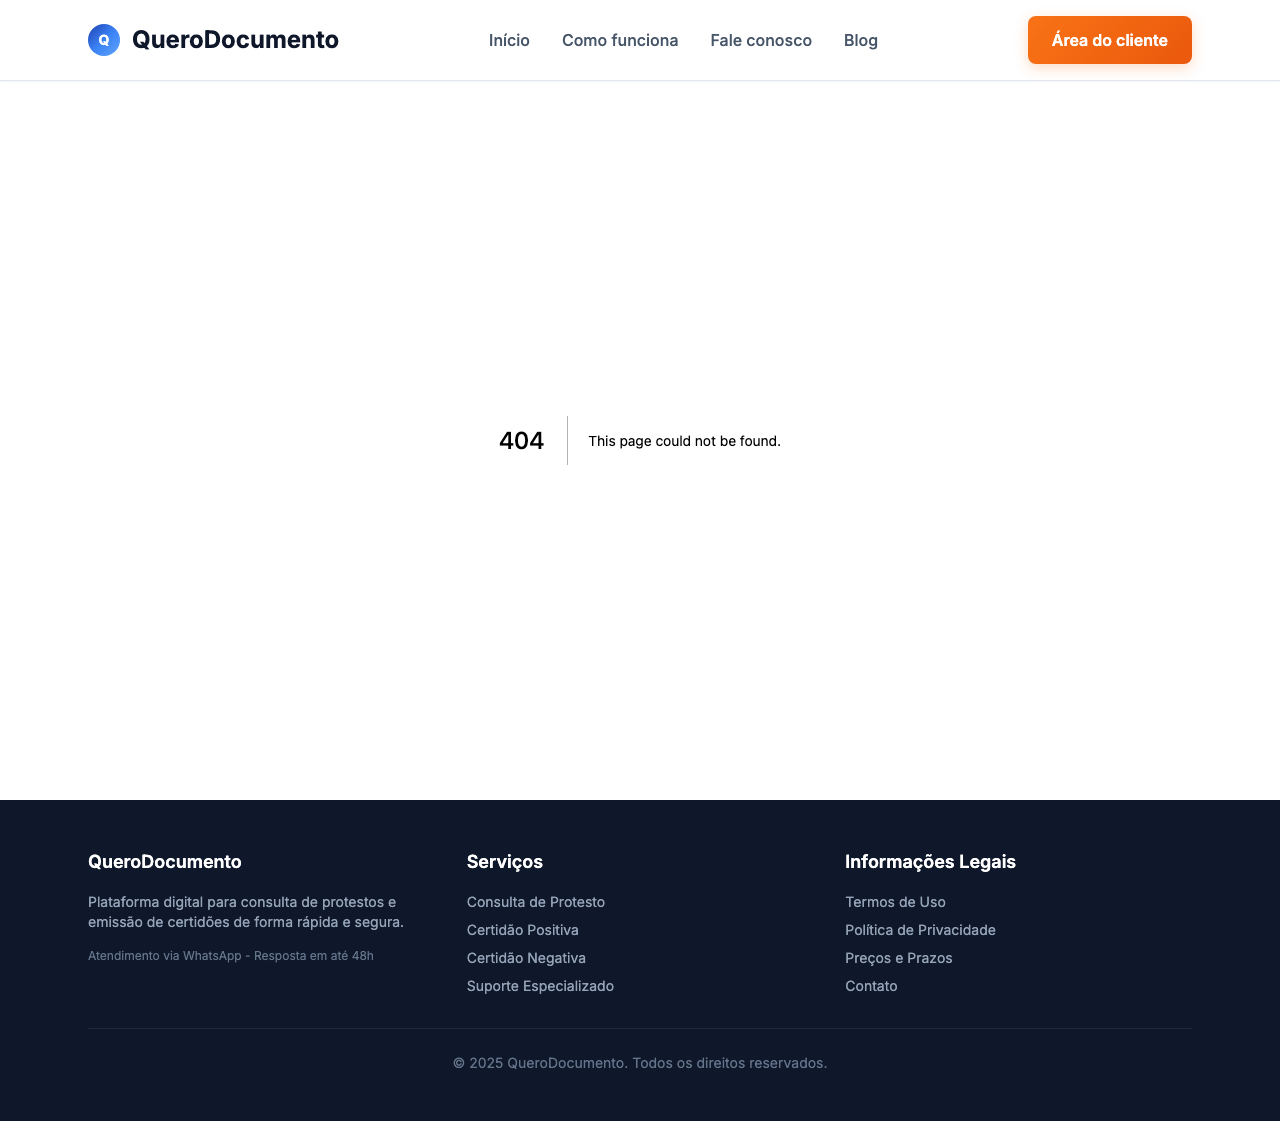 Q QueroDocumento
Início Como funciona Fale conosco Blog
Área do cliente
404
This page could not be found.
QueroDocumento
Plataforma digital para consulta de protestos e
emissão de certidões de forma rápida e segura.
Atendimento via WhatsApp - Resposta em até 48h
Serviços
Consulta de Protesto
Certidão Positiva
Certidão Negativa
Suporte Especializado
Informações Legais
Termos de Uso
Política de Privacidade
Preços e Prazos
Contato
© 2025 QueroDocumento. Todos os direitos reservados.